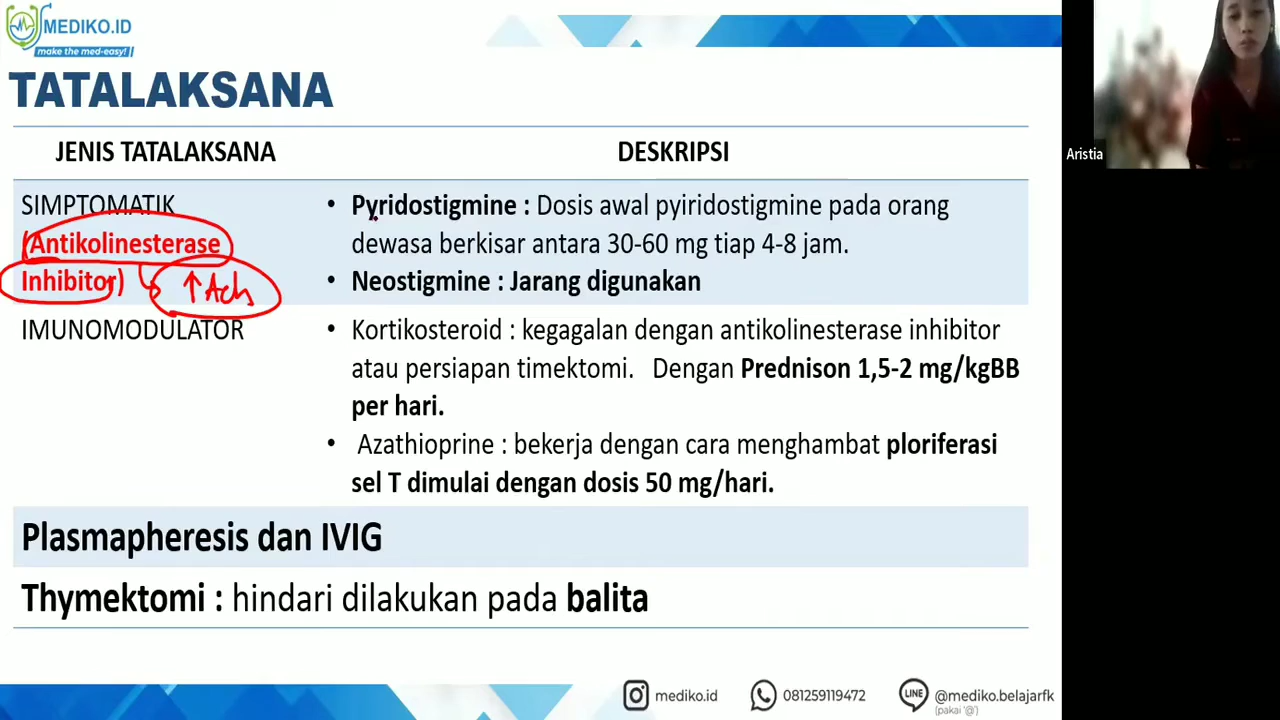 MEDIKO.ID
make the med-easy!
TATALAKSANA
JENIS TATALAKSANA
DESKRIPSI
SIMPTOMATIK
(Antikolinesterase
Inhibitor)
↑ Ach
• Pyridostigmine : Dosis awal pyiridostigmine pada orang
dewasa berkisar antara 30-60 mg tiap 4-8 jam.
• Neostigmine : Jarang digunakan
IMUNOMODULATOR
• Kortikosteroid : kegagalan dengan antikolinesterase inhibitor
atau persiapan timektomi. Dengan Prednison 1,5-2 mg/kgBB
per hari.
• Azathioprine : bekerja dengan cara menghambat ploriferasi
sel T dimulai dengan dosis 50 mg/hari.
Plasmapheresis dan IVIG
Thymektomi : hindari dilakukan pada balita
mediko.id
081259119472
LINE
@mediko.belajarfk
(pakai '@')
Aristia